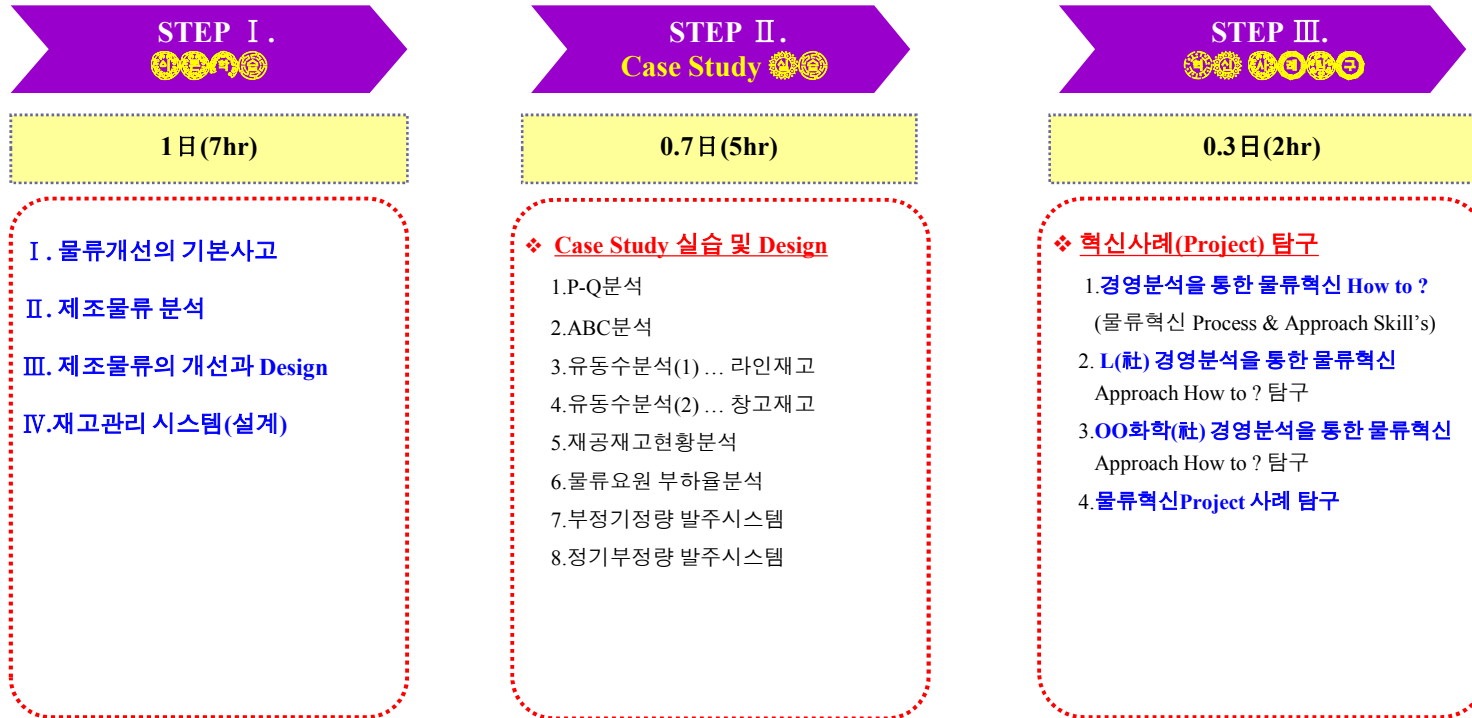 STEP Ⅰ.
1日(7hr)
Ⅰ. 물류개선의 기본사고
Ⅱ. 제조물류 분석
Ⅲ. 제조물류의 개선과 Design
Ⅳ.재고관리 시스템(설계)
STEP Ⅱ.
Case Study 실습
0.7日(5hr)
❖ Case Study 실습 및 Design
1.P-Q분석
2.ABC분석
3.유동수분석(1) … 라인재고
4.유동수분석(2) … 창고재고
5.재공재고현황분석
6.물류요원 부하율분석
7.부정기정량 발주시스템
8.정기부정량 발주시스템
STEP Ⅲ.
혁신 사례탐구
0.3日(2hr)
❖ 혁신사례(Project) 탐구
1.경영분석을 통한 물류혁신 How to ?
(물류혁신 Process & Approach Skill's)
2. L(社) 경영분석을 통한 물류혁신
Approach How to ? 탐구
3.OO화학(社) 경영분석을 통한 물류혁신
Approach How to ? 탐구
4.물류혁신Project 사례 탐구